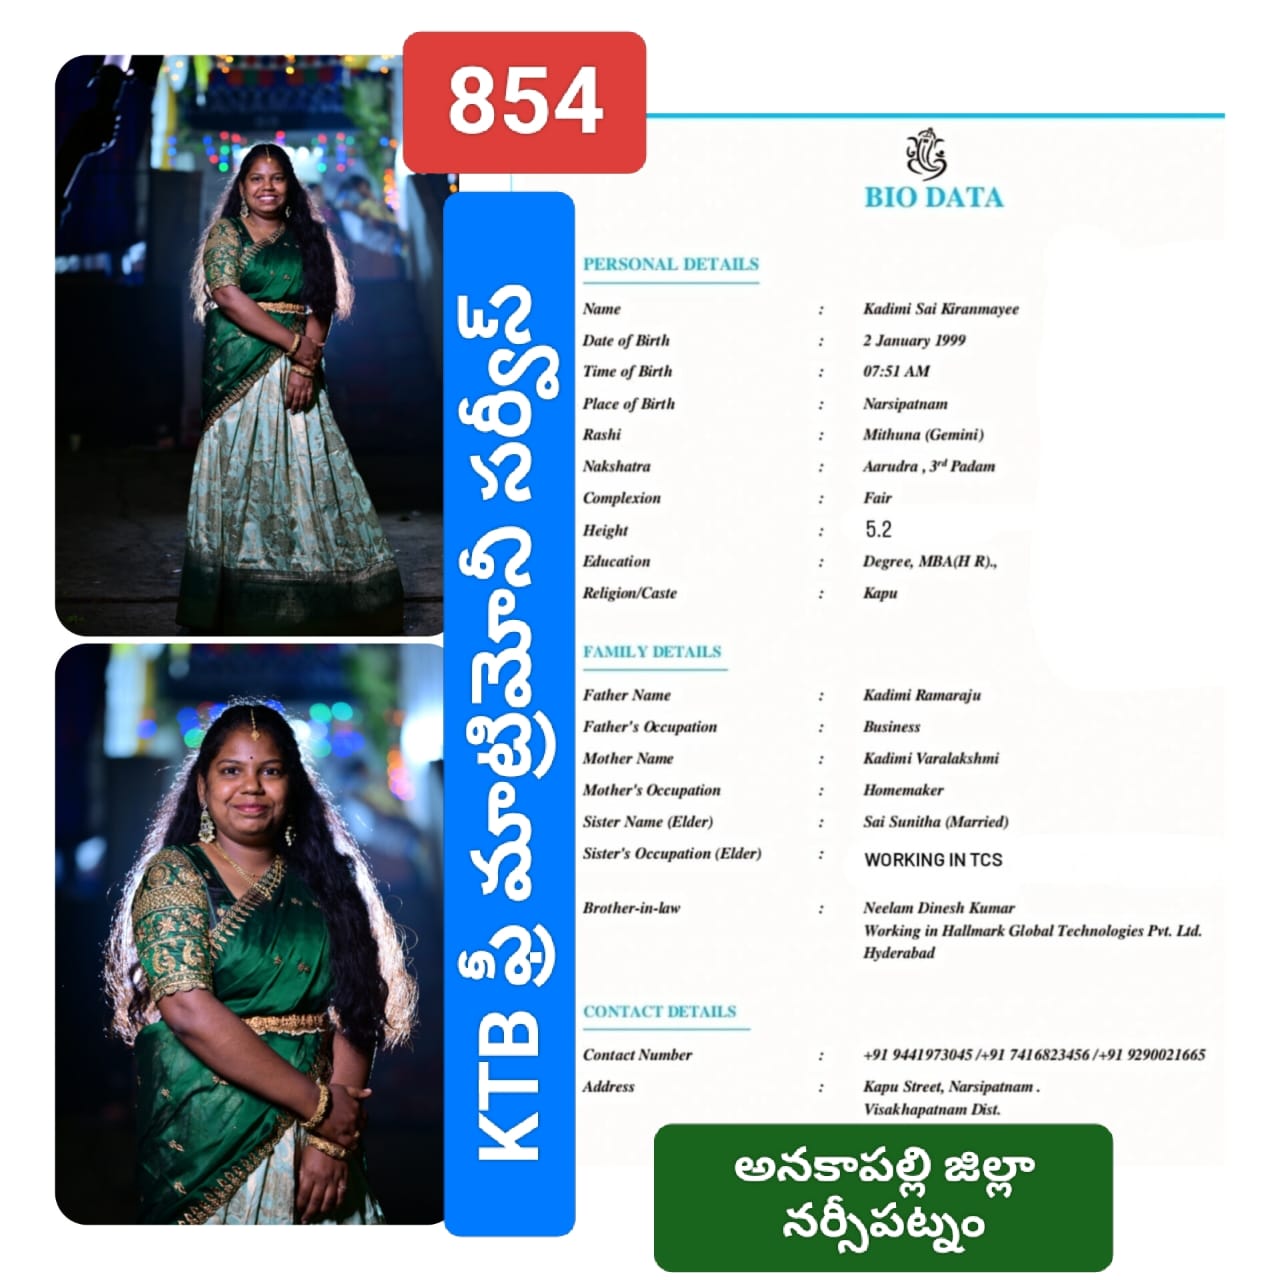 854
BIO DATA
KTB ఫ్రీ మాట్రిమోనీ సర్వీస్
PERSONAL DETAILS
Name : Kadimi Sai Kiranmayee
Date of Birth : 2 January 1999
Time of Birth : 07:51 AM
Place of Birth : Narsipatnam
Rashi : Mithuna (Gemini)
Nakshatra : Aarudra , 3rd Padam
Complexion : Fair
Height : 5.2
Education : Degree, MBA(H R).,
Religion/Caste : Kapu
FAMILY DETAILS
Father Name : Kadimi Ramaraju
Father's Occupation : Business
Mother Name : Kadimi Varalakshmi
Mother's Occupation : Homemaker
Sister Name (Elder) : Sai Sunitha (Married)
Sister's Occupation (Elder) : WORKING IN TCS
Brother-in-law : Neelam Dinesh Kumar
Working in Hallmark Global Technologies Pvt. Ltd.
Hyderabad
CONTACT DETAILS
Contact Number : +91 9441973045 /+91 7416823456 /+91 9290021665
Address : Kapu Street, Narsipatnam .
Visakhapatnam Dist.
అనకాపల్లి జిల్లా
నర్సీపట్నం